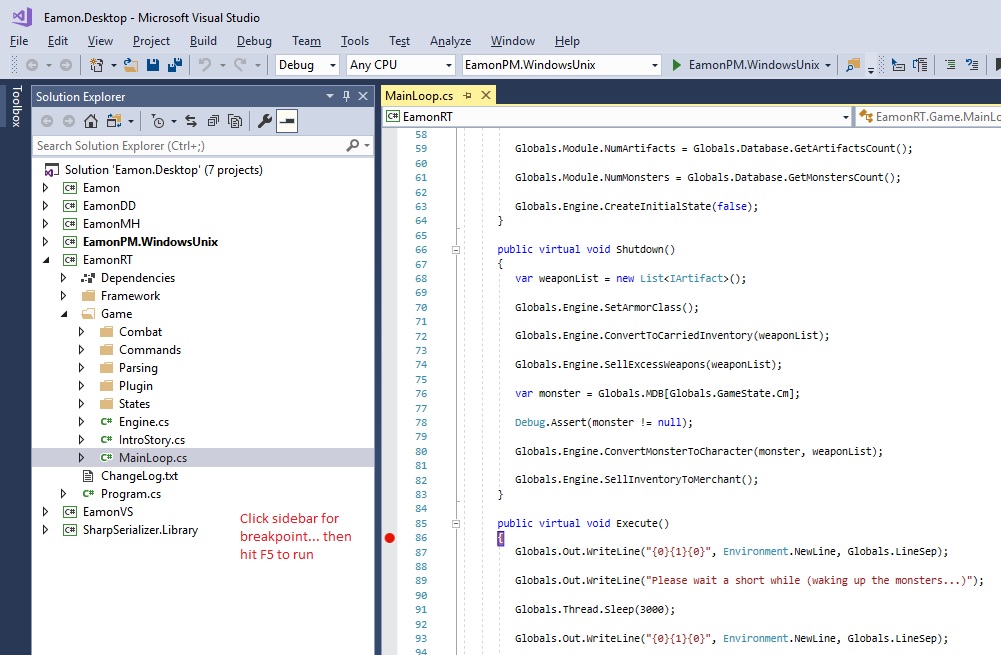 Eamon.Desktop - Microsoft Visual Studio
File Edit View Project Build Debug Team Tools Test Analyze Window Help
Debug Any CPU EamonPM.WindowsUnix EamonPM.WindowsUnix
Toolbox
Solution Explorer
Search Solution Explorer (Ctrl+;)
Solution 'Eamon.Desktop' (7 projects)
C# Eamon
C# EamonDD
C# EamonMH
C# EamonPM.WindowsUnix
C# EamonRT
Dependencies
Framework
Game
Combat
Commands
Parsing
Plugin
States
C# Engine.cs
C# IntroStory.cs
C# MainLoop.cs
ChangeLog.txt
C# Program.cs
C# EamonVS
C# SharpSerializer.Library
Click sidebar for
breakpoint... then
hit F5 to run
MainLoop.cs
C# EamonRT EamonRT.Game.MainLo
58
59 Globals.Module.NumArtifacts = Globals.Database.GetArtifactsCount();
60
61 Globals.Module.NumMonsters = Globals.Database.GetMonstersCount();
62
63 Globals.Engine.CreateInitialState(false);
64 }
65
66 public virtual void Shutdown()
67 {
68 var weaponList = new List<IArtifact>();
69
70 Globals.Engine.SetArmorClass();
71
72 Globals.Engine.ConvertToCarriedInventory(weaponList);
73
74 Globals.Engine.SellExcessWeapons(weaponList);
75
76 var monster = Globals.MDB[Globals.GameState.Cm];
77
78 Debug.Assert(monster != null);
79
80 Globals.Engine.ConvertMonsterToCharacter(monster, weaponList);
81
82 Globals.Engine.SellInventoryToMerchant();
83 }
84
85 public virtual void Execute()
86 {
87 Globals.Out.WriteLine("{0}{1}{0}", Environment.NewLine, Globals.LineSep);
88
89 Globals.Out.WriteLine("Please wait a short while (waking up the monsters...)");
90
91 Globals.Thread.Sleep(3000);
92
93 Globals.Out.WriteLine("{0}{1}{0}", Environment.NewLine, Globals.LineSep);
94